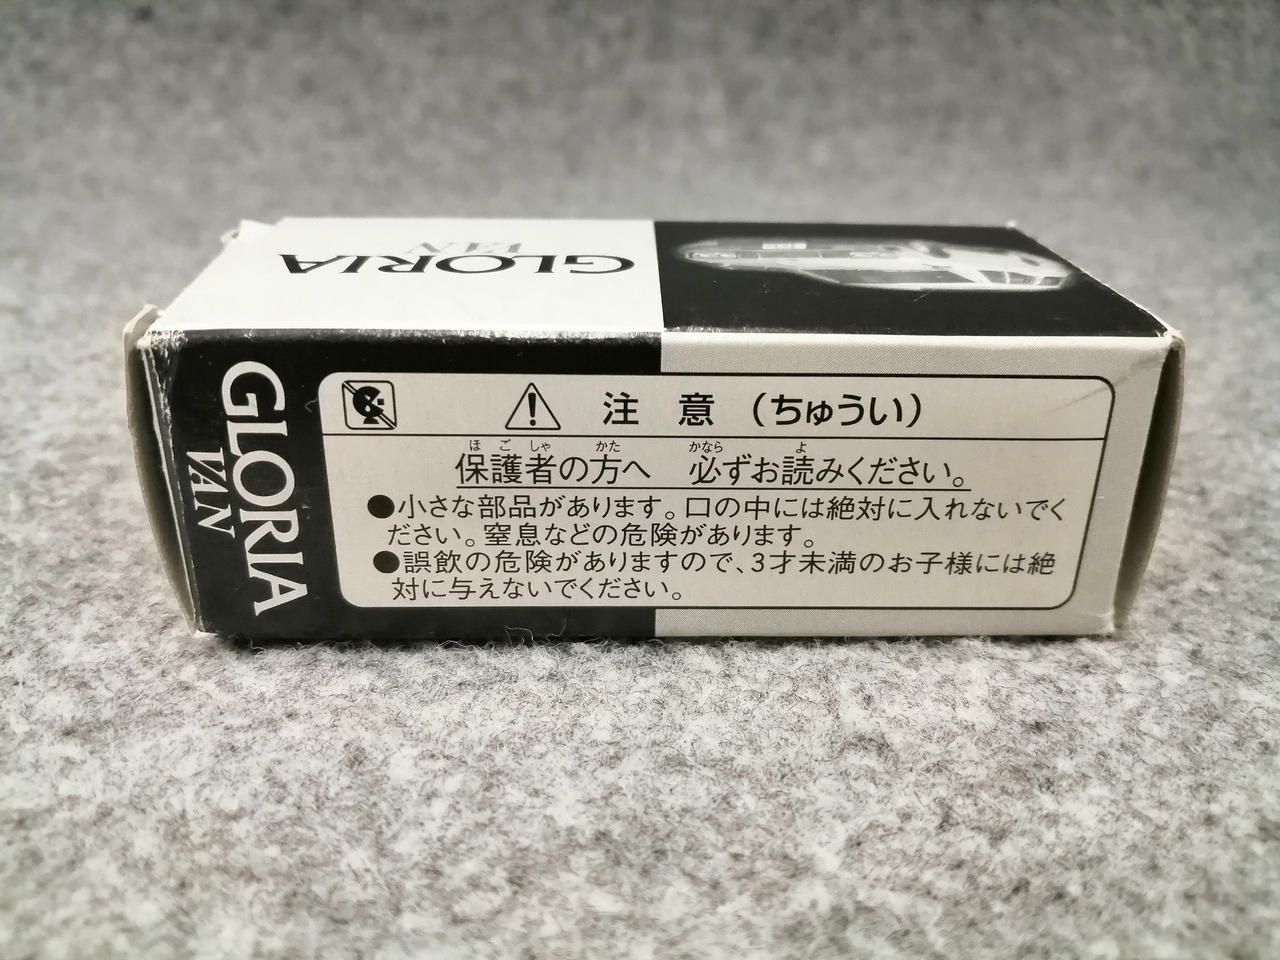 GLORIA
VAN
GLORIA
VAN
注意（ちゅうい）
ほごしゃ かた かなら よ
保護者の方へ 必ずお読みください。
●小さな部品があります。口の中には絶対に入れないでく
ださい。窒息などの危険があります。
●誤飲の危険がありますので、3才未満のお子様には絶
対に与えないでください。